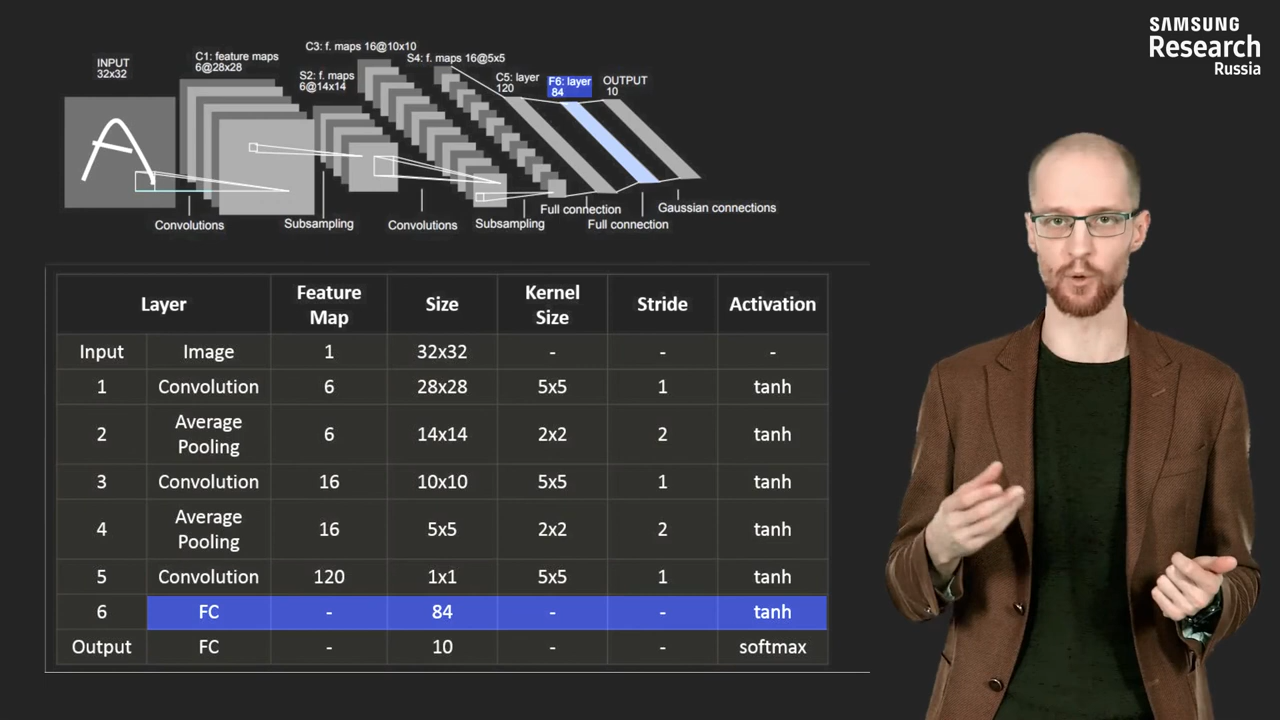 SAMSUNG
Research
Russia
INPUT
32x32
C1: feature maps
6@28x28
S2: f. maps
6@14x14
C3: f. maps 16@10x10
S4: f. maps 16@5x5
C5: layer
120
F6: layer
84
OUTPUT
10
Convolutions
Subsampling
Convolutions
Subsampling
Full connection
Full connection
Gaussian connections
Layer Feature Map Size Kernel Size Stride Activation
Input Image 1 32x32 - - -
1 Convolution 6 28x28 5x5 1 tanh
2 Average Pooling 6 14x14 2x2 2 tanh
3 Convolution 16 10x10 5x5 1 tanh
4 Average Pooling 16 5x5 2x2 2 tanh
5 Convolution 120 1x1 5x5 1 tanh
6 FC - 84 - - tanh
Output FC - 10 - - softmax